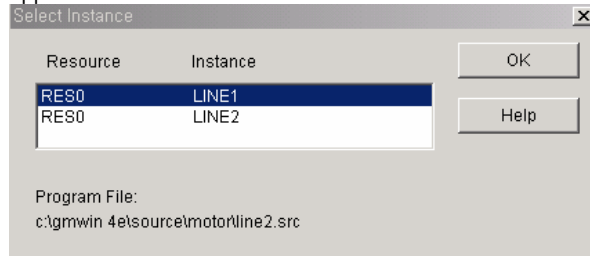 Select Instance
Resource Instance OK
RES0 LINE1
RES0 LINE2
Help
Program File:
c:\gmwin 4e\source\motor\line2.src